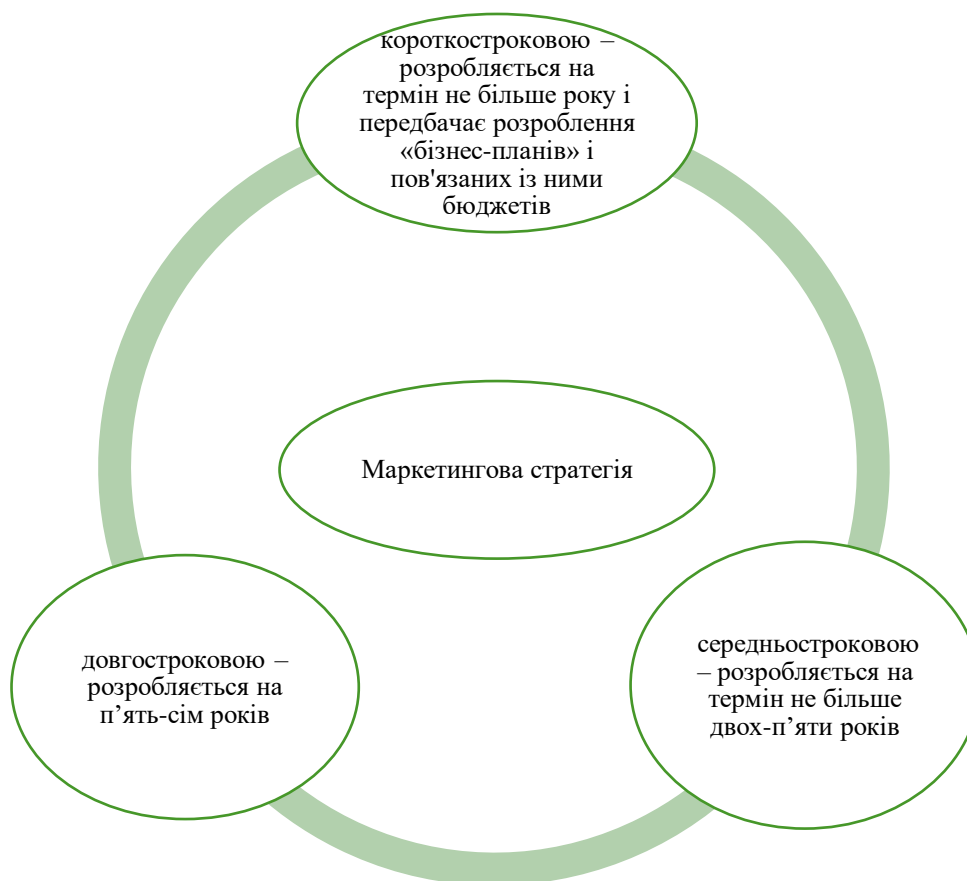 короткостроковою –
розробляється на
термін не більше року і
передбачає розроблення
«бізнес-планів» і
пов'язаних із ними
бюджетів
Маркетингова стратегія
середньостроковою
– розробляється на
термін не більше
двох-п’яти років
довгостроковою –
розробляється на
п’ять-сім років